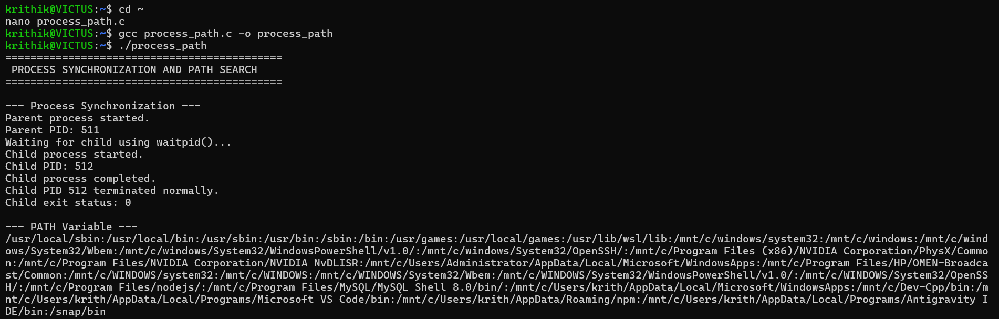 krithik@VICTUS:~$ cd ~
nano process_path.c
krithik@VICTUS:~$ gcc process_path.c -o process_path
krithik@VICTUS:~$ ./process_path
============================================
 PROCESS SYNCHRONIZATION AND PATH SEARCH
============================================

--- Process Synchronization ---
Parent process started.
Parent PID: 511
Waiting for child using waitpid()...
Child process started.
Child PID: 512
Child process completed.
Child PID 512 terminated normally.
Child exit status: 0

--- PATH Variable ---
/usr/local/sbin:/usr/local/bin:/usr/sbin:/usr/bin:/sbin:/bin:/usr/games:/usr/local/games:/usr/lib/wsl/lib:/mnt/c/windows/system32:/mnt/c/windows:/mnt/c/wind
ows/System32/Wbem:/mnt/c/windows/System32/WindowsPowerShell/v1.0/:/mnt/c/windows/System32/OpenSSH/:/mnt/c/Program Files (x86)/NVIDIA Corporation/PhysX/Commo
n:/mnt/c/Program Files/NVIDIA Corporation/NVIDIA NvDLISR:/mnt/c/Users/Administrator/AppData/Local/Microsoft/WindowsApps:/mnt/c/Program Files/HP/OMEN-Broadca
st/Common:/mnt/c/WINDOWS/system32:/mnt/c/WINDOWS:/mnt/c/WINDOWS/System32/Wbem:/mnt/c/WINDOWS/System32/WindowsPowerShell/v1.0/:/mnt/c/WINDOWS/System32/OpenSS
H/:/mnt/c/Program Files/nodejs/:/mnt/c/Program Files/MySQL/MySQL Shell 8.0/bin/:/mnt/c/Users/krith/AppData/Local/Microsoft/WindowsApps:/mnt/c/Dev-Cpp/bin:/m
nt/c/Users/krith/AppData/Local/Programs/Microsoft VS Code/bin:/mnt/c/Users/krith/AppData/Roaming/npm:/mnt/c/Users/krith/AppData/Local/Programs/Antigravity I
DE/bin:/snap/bin